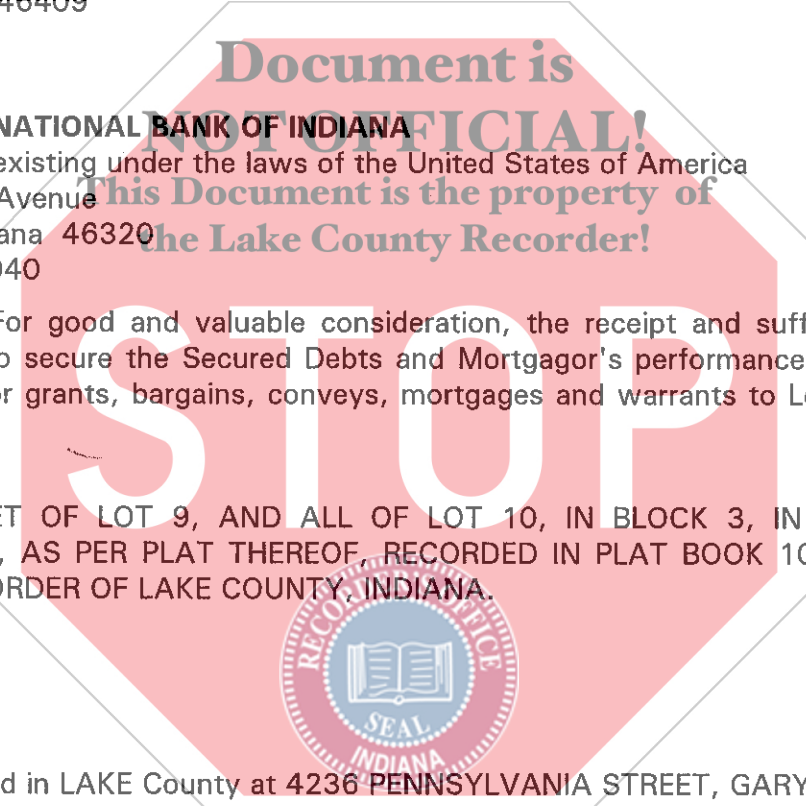 46409
Document is
NATIONAL BANK OF INDIANA
NOT OFFICIAL!
existing under the laws of the United States of America
Avenue
This Document is the property of
ana 46320
the Lake County Recorder!
040
For good and valuable consideration, the receipt and suff
o secure the Secured Debts and Mortgagor's performance
or grants, bargains, conveys, mortgages and warrants to L
STOP
ET OF LOT 9, AND ALL OF LOT 10, IN BLOCK 3, IN
, AS PER PLAT THEREOF, RECORDED IN PLAT BOOK 10
ORDER OF LAKE COUNTY, INDIANA.
RECORDER'S OFFICE
SEAL
INDIANA
d in LAKE County at 4236 PENNSYLVANIA STREET, GARY